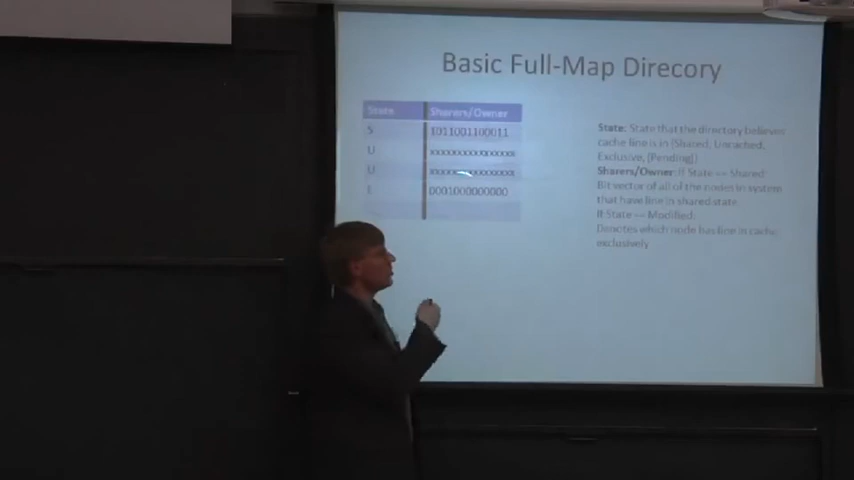 Basic Full-Map Direcory
State Sharers/Owner
S 1011001100011
U xxxxxxxxxxxxx
U xxxxxxxxxxxxx
E 0001000000000
State: State that the directory believes
cache line is in {Shared, Uncached,
Exclusive, (Pending)}
Sharers/Owner: If State == Shared:
Bit vector of all of the nodes in system
that have line in shared state.
If State == Modified:
Denotes which node has line in cache
exclusively